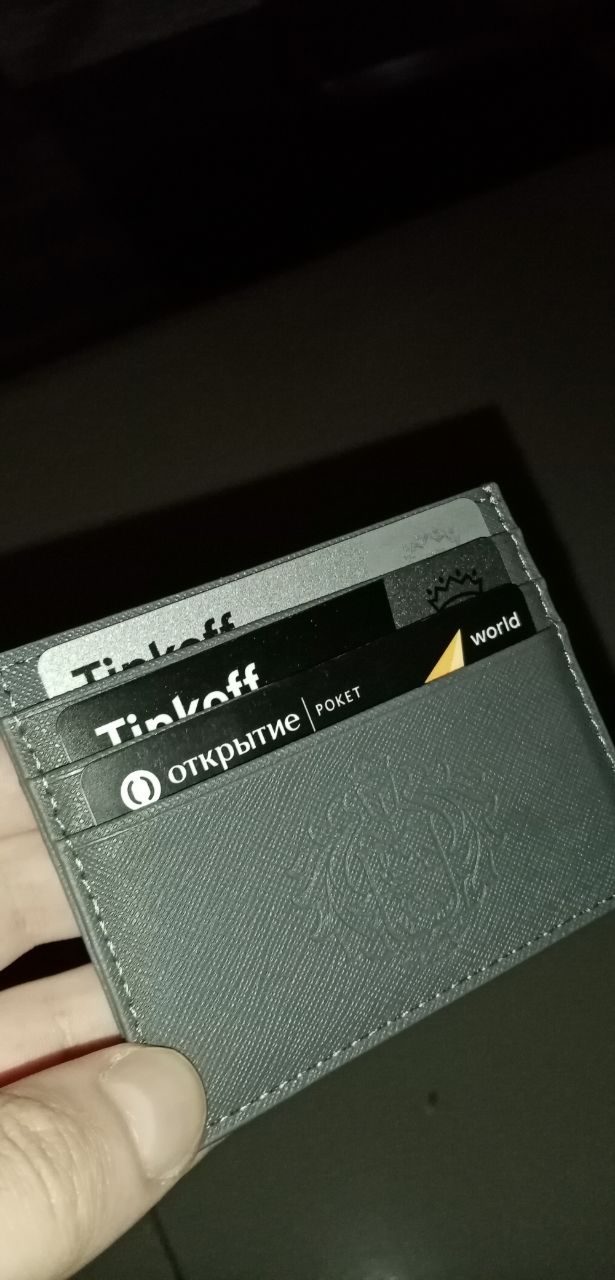 Tinkoff
Tinkoff
открытие | РОКЕТ
world